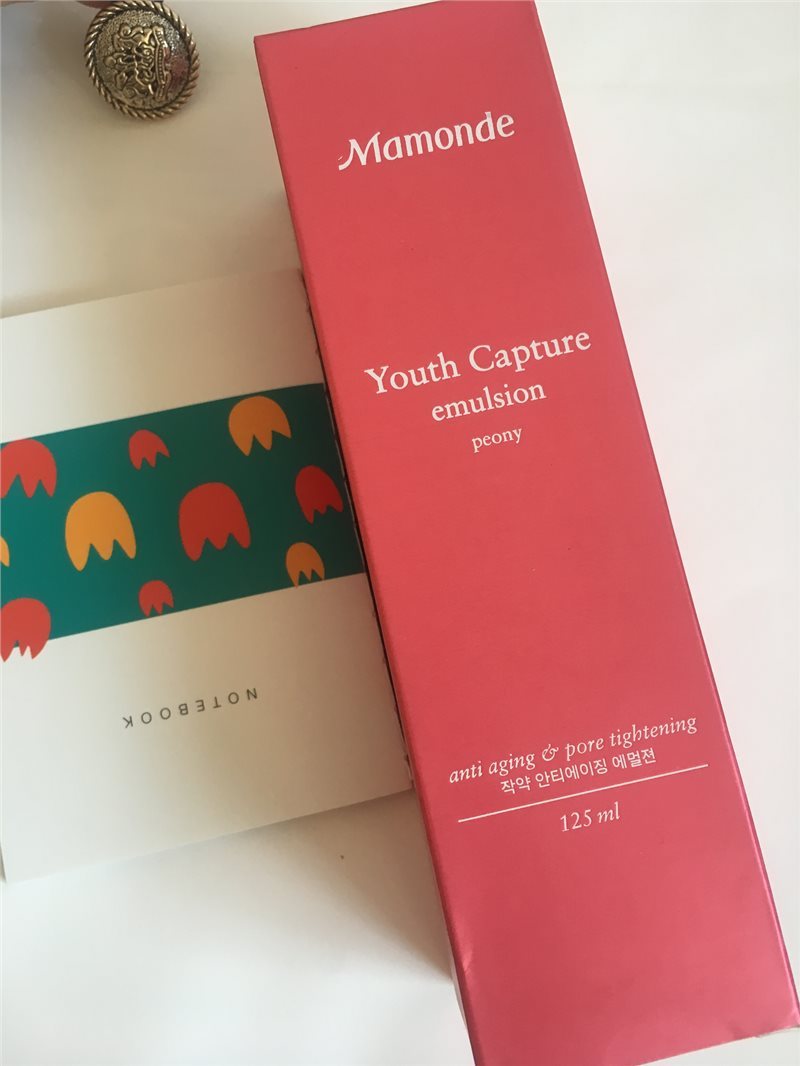 Mamonde
Youth Capture
emulsion
peony
anti aging & pore tightening
작약 안티에이징 에멀젼
125 ml
NOTEBOOK